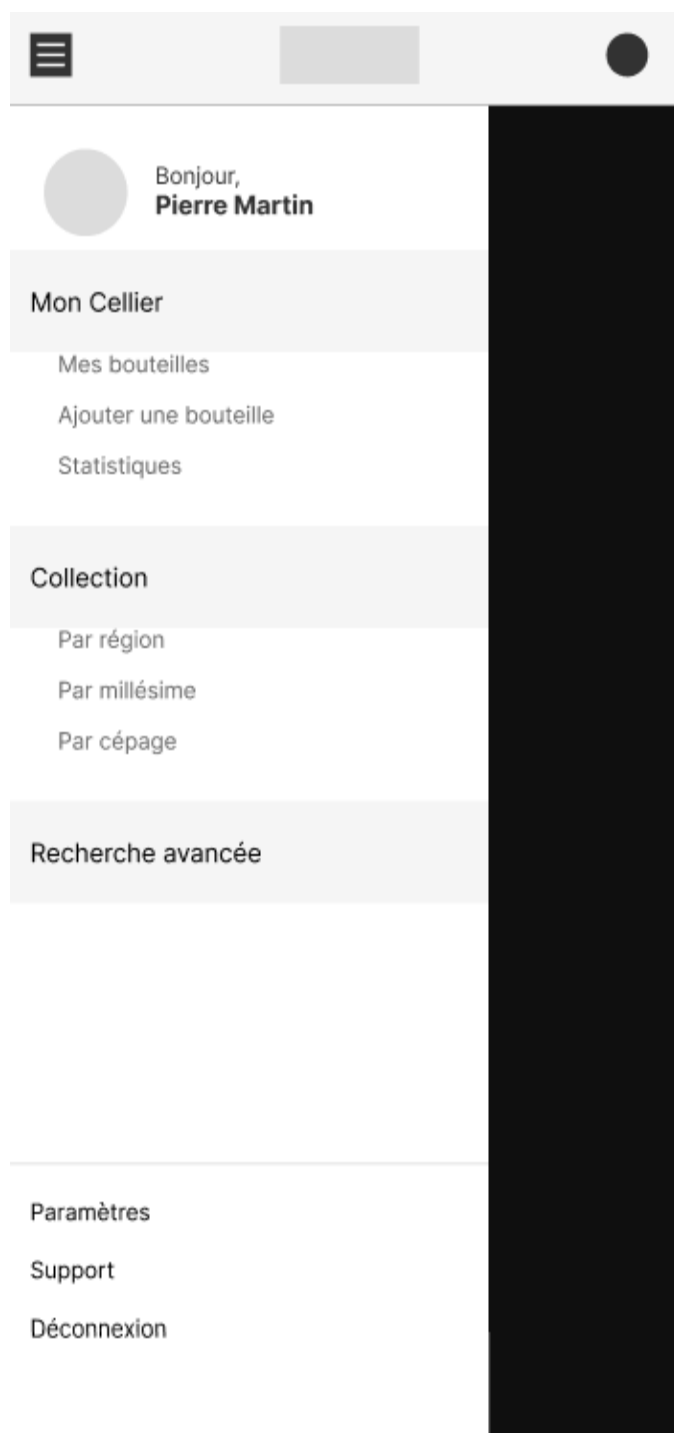 Bonjour,
Pierre Martin
Mon Cellier
Mes bouteilles
Ajouter une bouteille
Statistiques
Collection
Par région
Par millésime
Par cépage
Recherche avancée
Paramètres
Support
Déconnexion